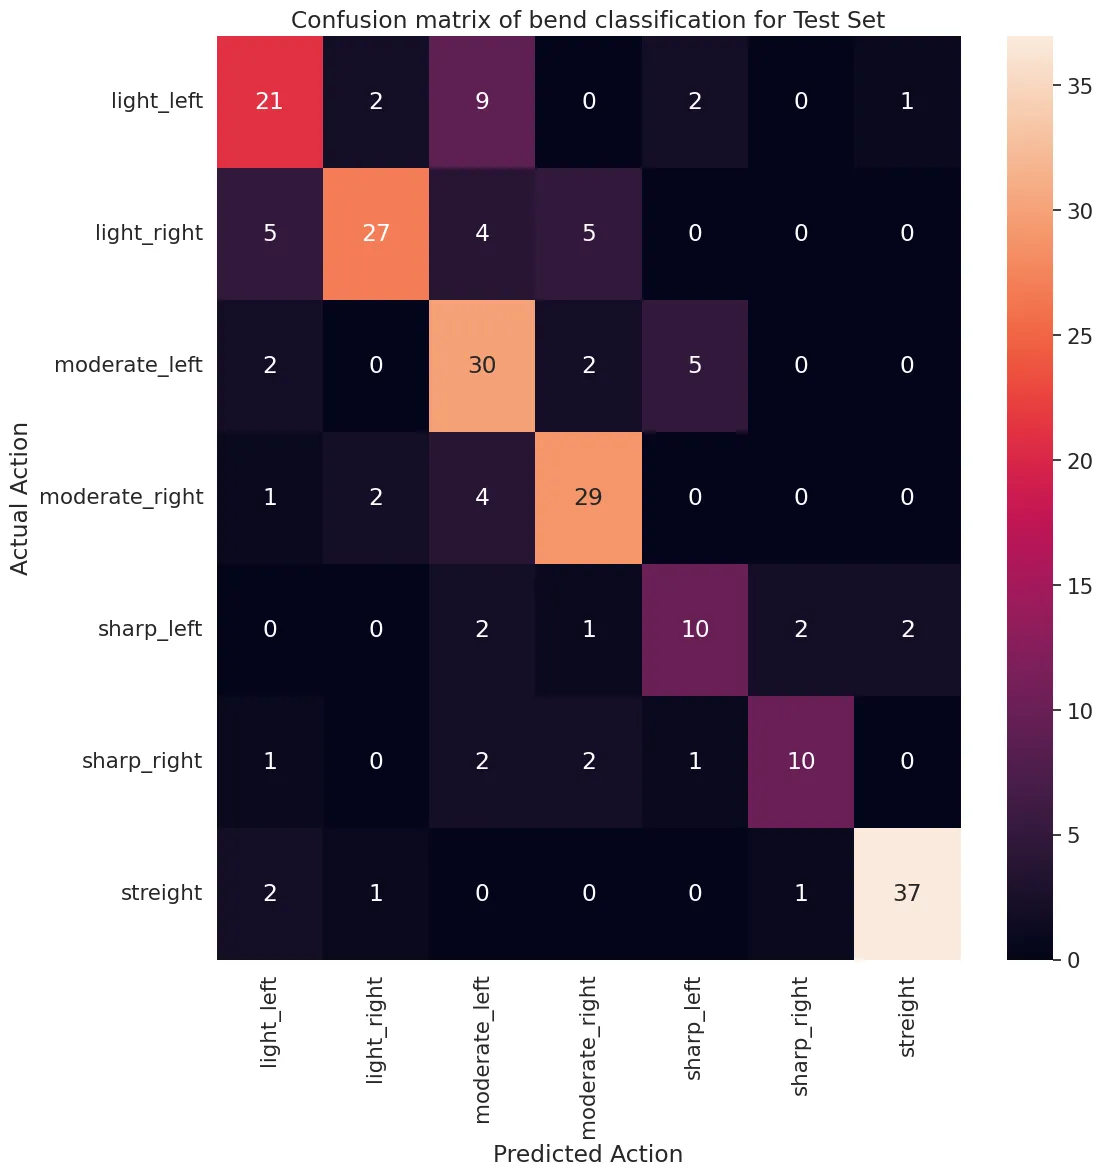 Confusion matrix of bend classification for Test Set
light_left 21 2 9 0 2 0 1
light_right 5 27 4 5 0 0 0
moderate_left 2 0 30 2 5 0 0
moderate_right 1 2 4 29 0 0 0
sharp_left 0 0 2 1 10 2 2
sharp_right 1 0 2 2 1 10 0
streight 2 1 0 0 0 1 37
Actual Action
light_left
light_right
moderate_left
moderate_right
sharp_left
sharp_right
streight
Predicted Action
35
30
25
20
15
10
5
0